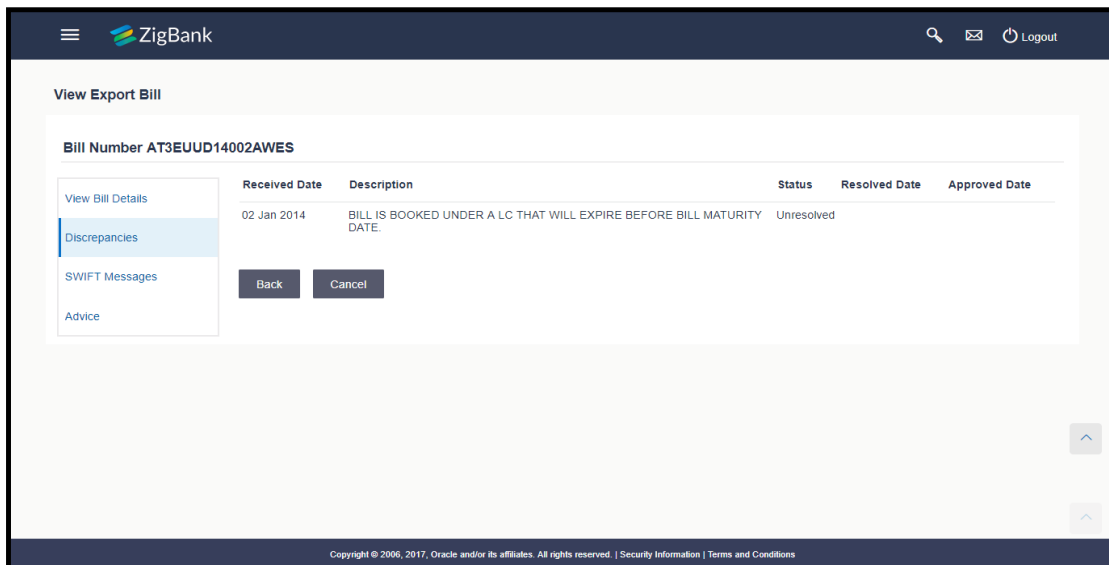 ZigBank
Logout
View Export Bill
Bill Number AT3EUUD14002AWES
View Bill Details
Discrepancies
SWIFT Messages
Advice
Received Date Description Status Resolved Date Approved Date
02 Jan 2014 BILL IS BOOKED UNDER A LC THAT WILL EXPIRE BEFORE BILL MATURITY Unresolved
DATE.
Back Cancel
Copyright © 2006, 2017, Oracle and/or its affiliates. All rights reserved. | Security Information | Terms and Conditions